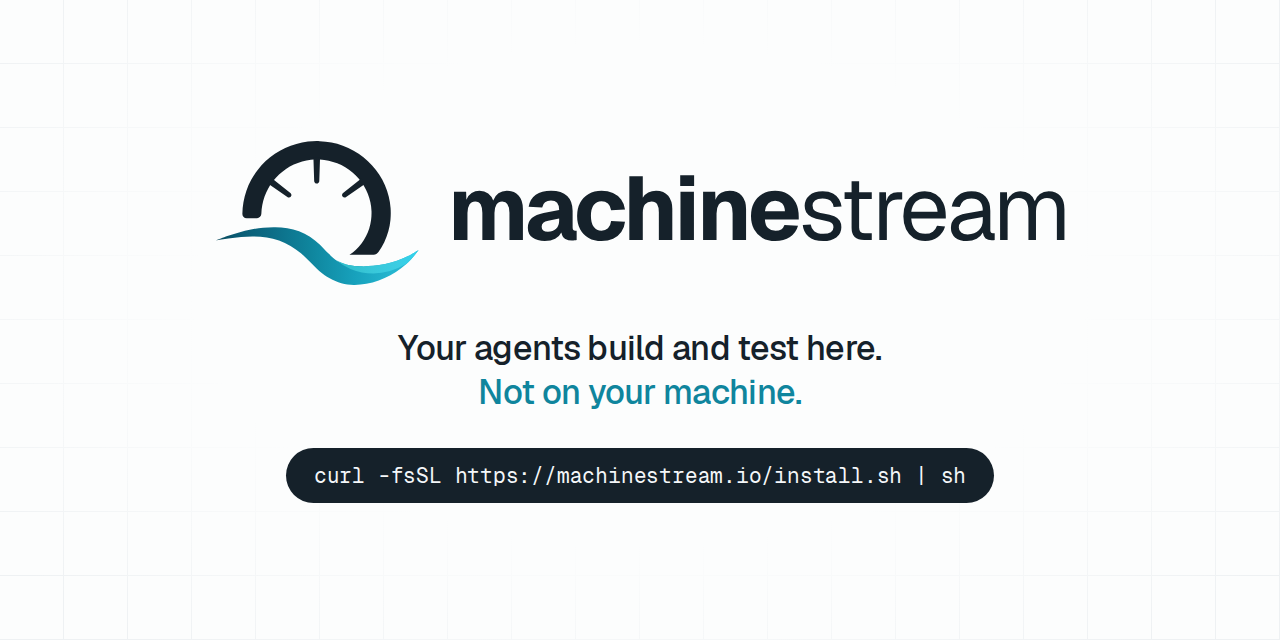 machinestream
Your agents build and test here.
Not on your machine.
curl -fsSL https://machinestream.io/install.sh | sh